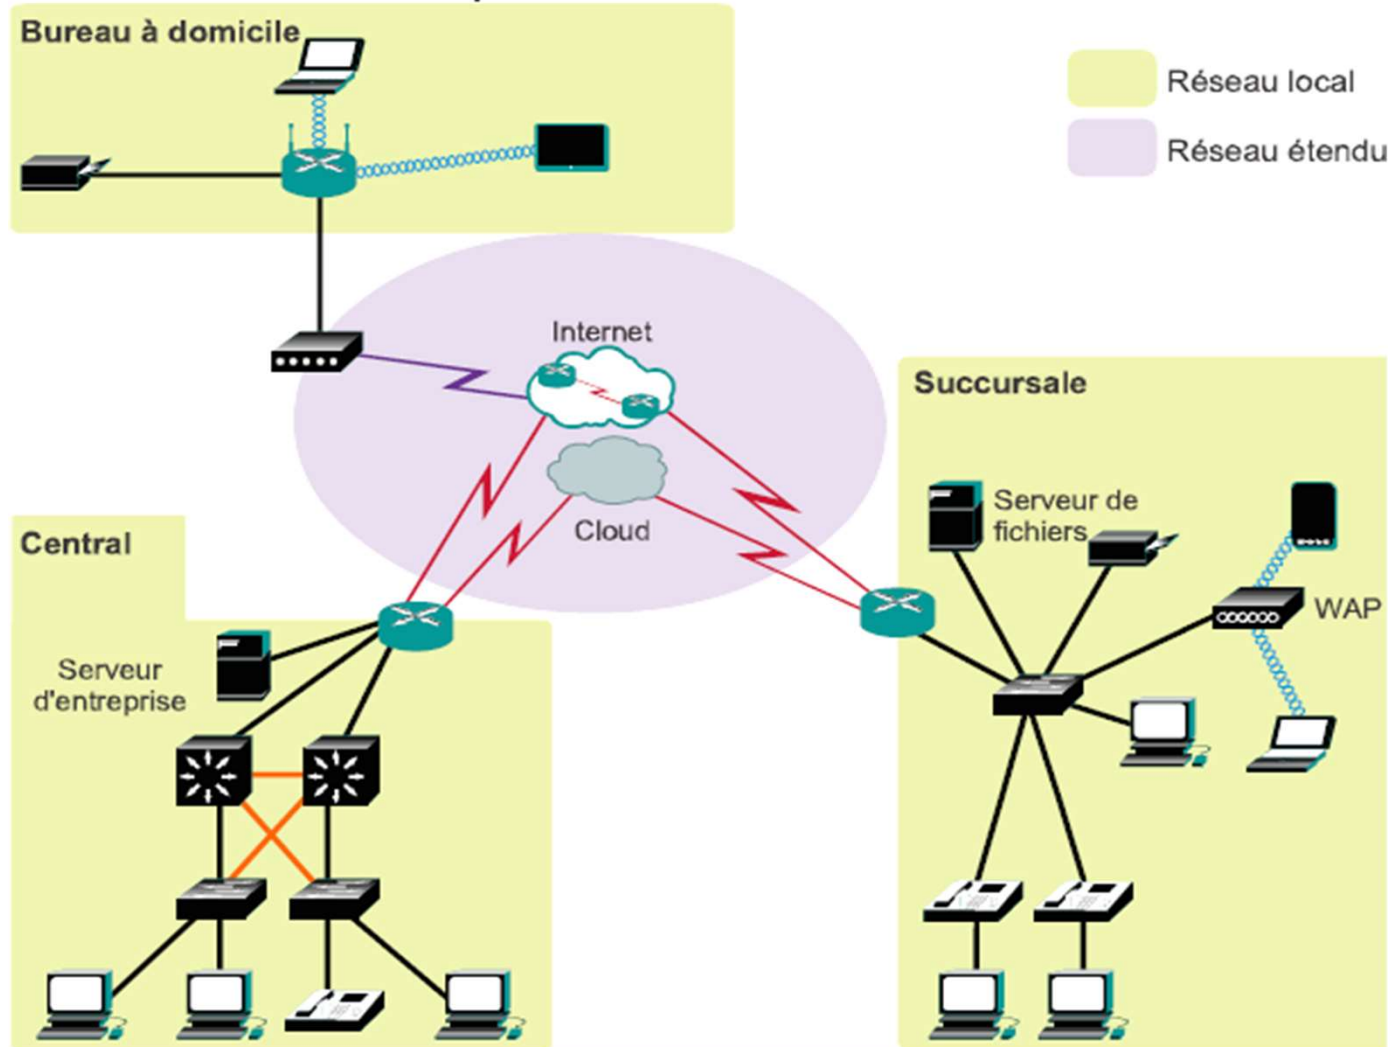 Bureau à domicile
Réseau local
Réseau étendu
Internet
Cloud
Succursale
Serveur de
fichiers
WAP
Central
Serveur
d'entreprise